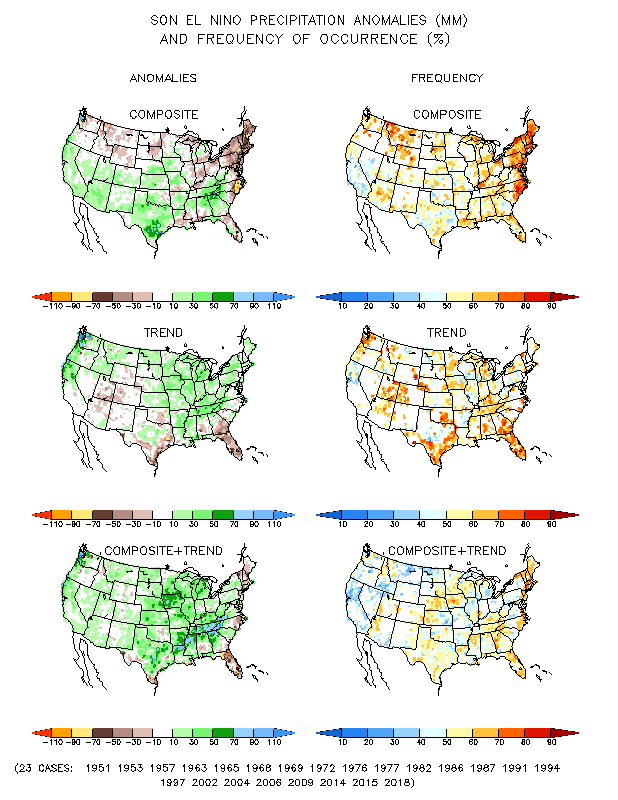 SON EL NINO PRECIPITATION ANOMALIES (MM)
AND FREQUENCY OF OCCURRENCE (%)
ANOMALIES
FREQUENCY
COMPOSITE
COMPOSITE
-110 -90 -70 -50 -30 -10 10 30 50 70 90 110
10 20 30 40 50 60 70 80 90
TREND
TREND
-110 -90 -70 -50 -30 -10 10 30 50 70 90 110
10 20 30 40 50 60 70 80 90
COMPOSITE+TREND
COMPOSITE+TREND
-110 -90 -70 -50 -30 -10 10 30 50 70 90 110
10 20 30 40 50 60 70 80 90
(23 CASES: 1951 1953 1957 1963 1965 1968 1969 1972 1976 1977 1982 1986 1987 1991 1994
1997 2002 2004 2006 2009 2014 2015 2018)